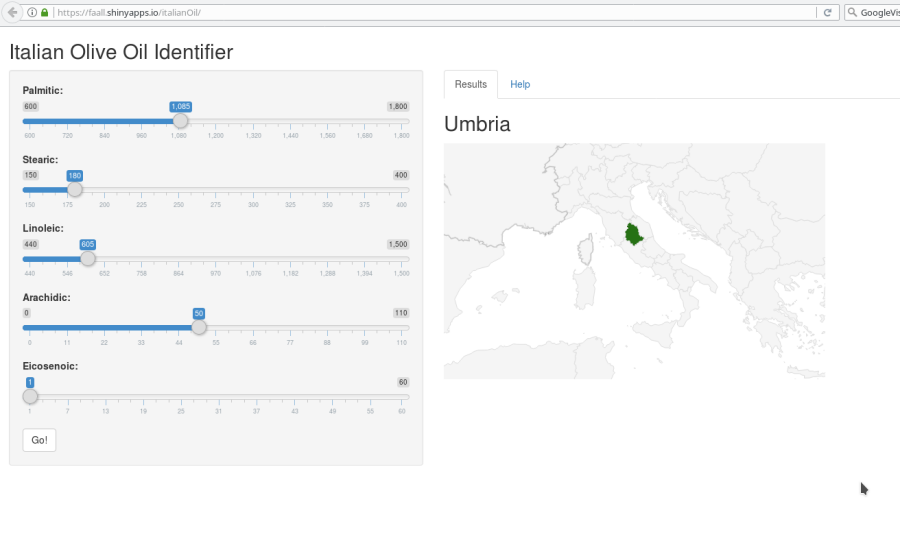 https://faall.shinyapps.io/italianOil/
GoogleVis
Italian Olive Oil Identifier
Palmitic:
600 1,085 1,800
600 720 840 960 1,080 1,200 1,320 1,440 1,560 1,680 1,800
Stearic:
150 180 400
150 175 200 225 250 275 300 325 350 375 400
Linoleic:
440 605 1,500
440 546 652 758 864 970 1,076 1,182 1,288 1,394 1,500
Arachidic:
0 50 110
0 11 22 33 44 55 66 77 88 99 110
Eicosenoic:
1 60
1 7 13 19 25 31 37 43 49 55 60
Go!
Results Help
Umbria